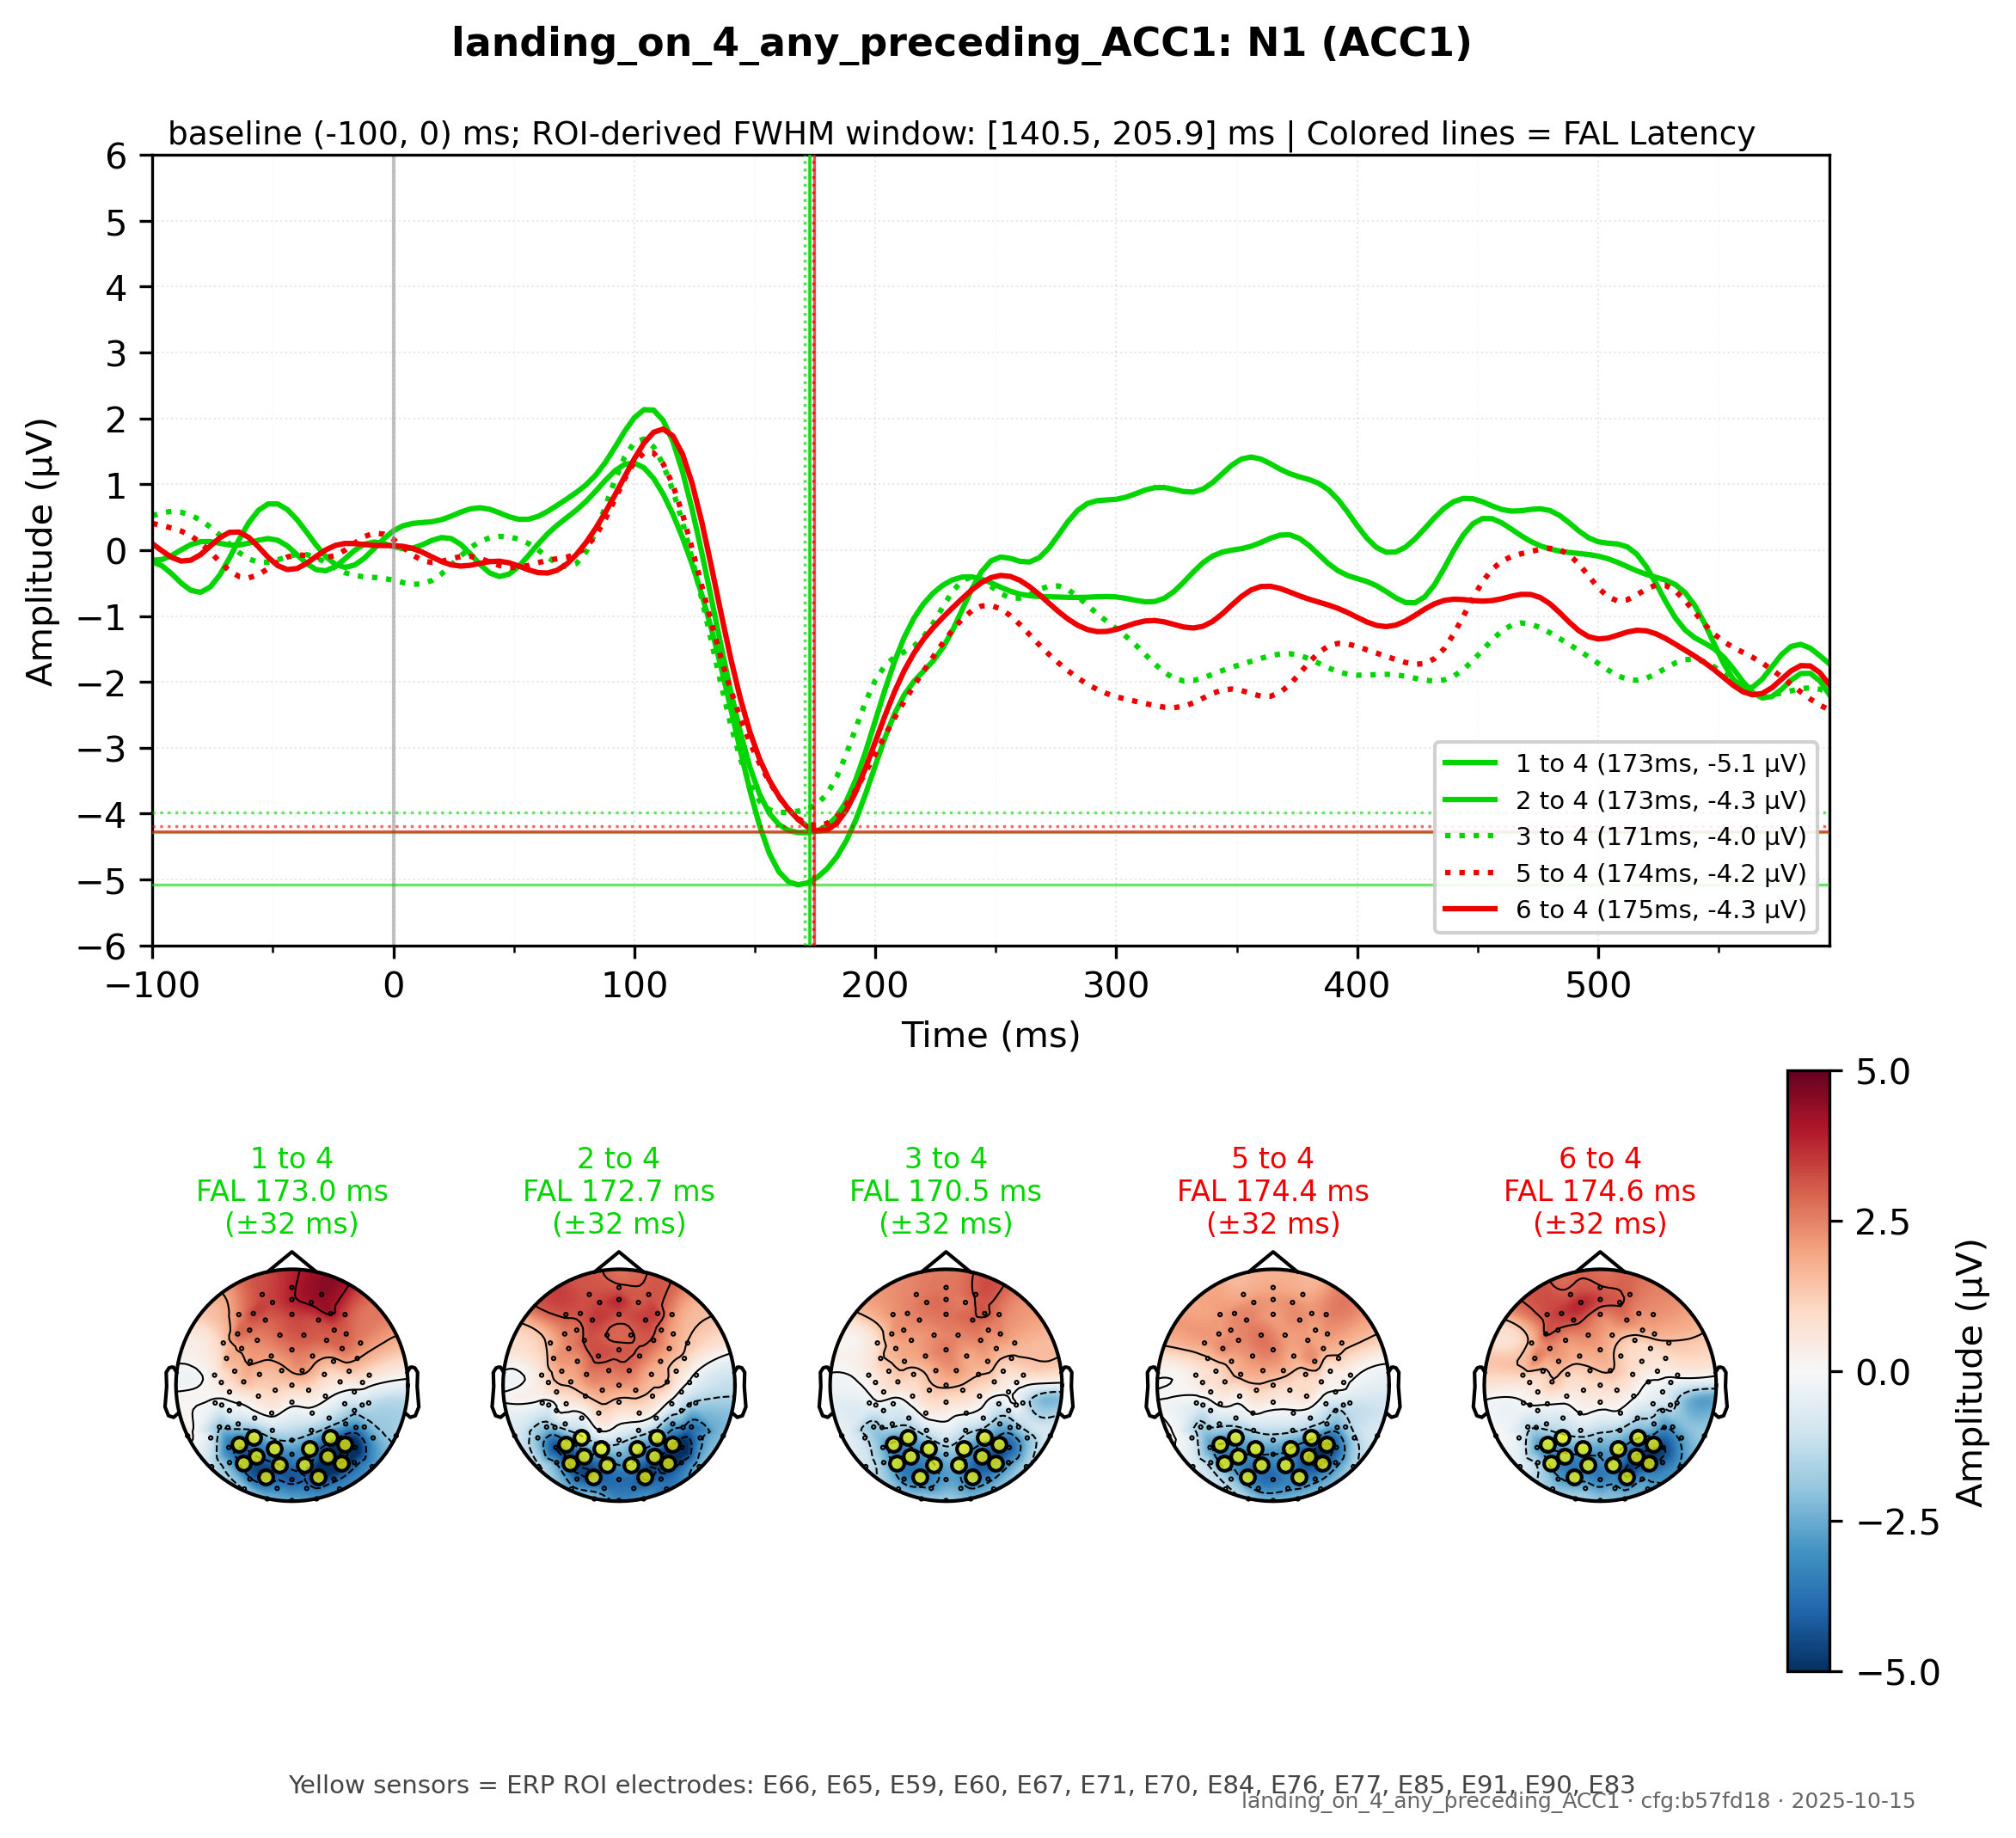 landing_on_4_any_preceding_ACC1: N1 (ACC1)
baseline (-100, 0) ms; ROI-derived FWHM window: [140.5, 205.9] ms | Colored lines = FAL Latency
6
5
4
3
2
1
0
−1
−2
−3
−4
−5
−6
Amplitude (µV)
1 to 4 (173ms, -5.1 µV)
2 to 4 (173ms, -4.3 µV)
3 to 4 (171ms, -4.0 µV)
5 to 4 (174ms, -4.2 µV)
6 to 4 (175ms, -4.3 µV)
−100 0 100 200 300 400 500
Time (ms)
1 to 4
FAL 173.0 ms
(±32 ms)
2 to 4
FAL 172.7 ms
(±32 ms)
3 to 4
FAL 170.5 ms
(±32 ms)
5 to 4
FAL 174.4 ms
(±32 ms)
6 to 4
FAL 174.6 ms
(±32 ms)
5.0
2.5
0.0
−2.5
−5.0
Amplitude (µV)
Yellow sensors = ERP ROI electrodes: E66, E65, E59, E60, E67, E71, E70, E84, E76, E77, E85, E91, E90, E83
landing_on_4_any_preceding_ACC1 · cfg:b57fd18 · 2025-10-15